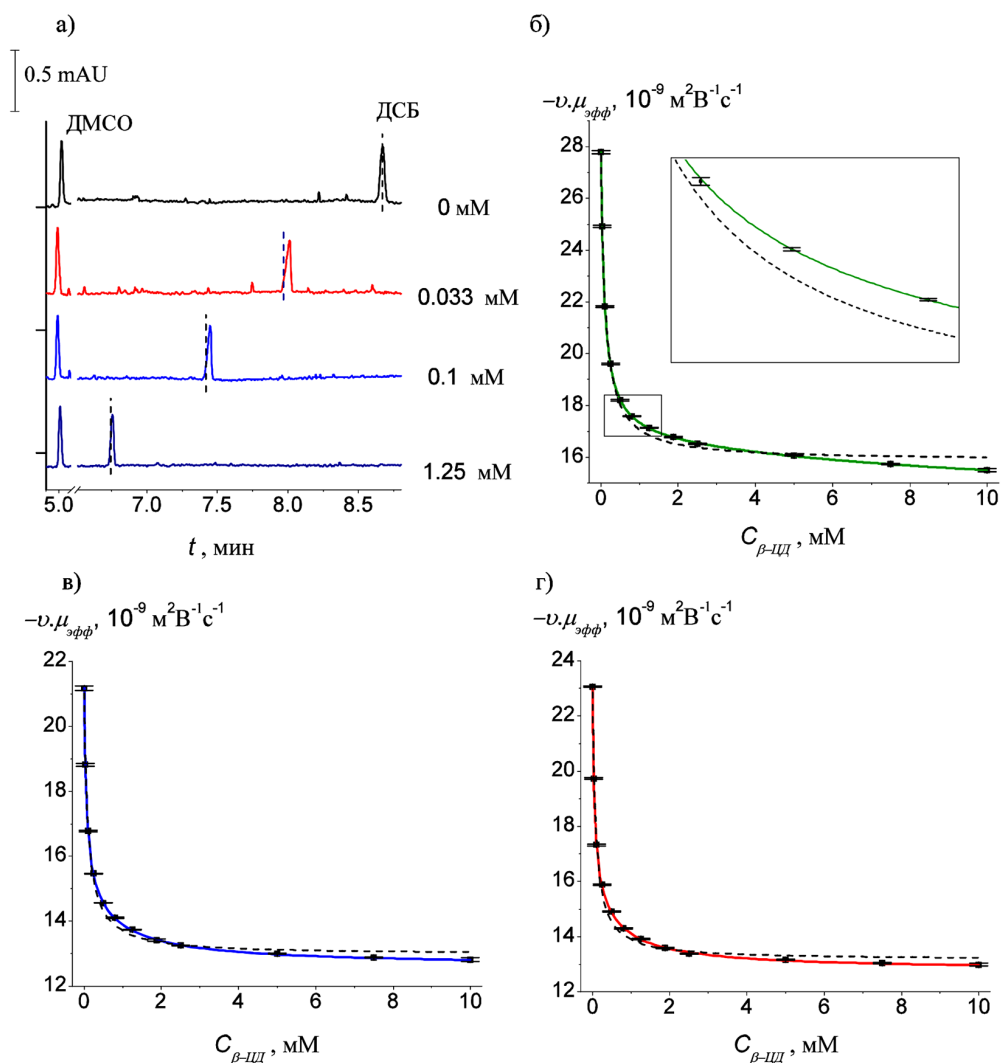 а)
0.5 mAU
ДМСО
ДСБ
0 мМ
0.033 мМ
0.1 мМ
1.25 мМ
5.0 7.0 7.5 8.0 8.5
t , мин
б)
−υ.μэфф, 10⁻⁹ м²В⁻¹с⁻¹
28
26
24
22
20
18
16
0 2 4 6 8 10
Cβ–ЦД , мМ
в)
−υ.μэфф, 10⁻⁹ м²В⁻¹с⁻¹
22
20
18
16
14
12
0 2 4 6 8 10
Cβ–ЦД , мМ
г)
−υ.μэфф, 10⁻⁹ м²В⁻¹с⁻¹
24
22
20
18
16
14
12
0 2 4 6 8 10
Cβ–ЦД , мМ